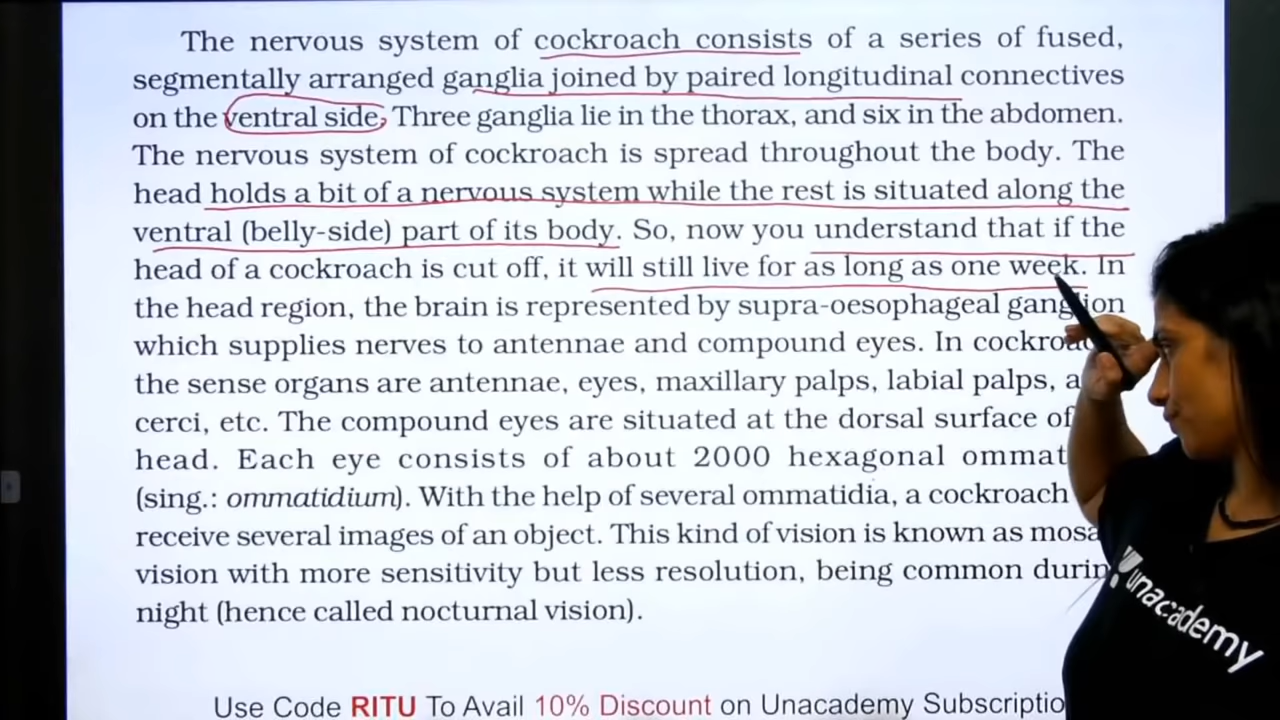 The nervous system of cockroach consists of a series of fused,
segmentally arranged ganglia joined by paired longitudinal connectives
on the ventral side. Three ganglia lie in the thorax, and six in the abdomen.
The nervous system of cockroach is spread throughout the body. The
head holds a bit of a nervous system while the rest is situated along the
ventral (belly-side) part of its body. So, now you understand that if the
head of a cockroach is cut off, it will still live for as long as one week. In
the head region, the brain is represented by supra-oesophageal ganglion
which supplies nerves to antennae and compound eyes. In
the sense organs are antennae, eyes, maxillary palps, labial palps,
cerci, etc. The compound eyes are situated at the dorsal surface of
head. Each eye consists of about 2000 hexagonal
(sing.: ommatidium). With the help of several ommatidia, a cockroach
receive several images of an object. This kind of vision is known as
vision with more sensitivity but less resolution, being common
night (hence called nocturnal vision).
unacademy
Use Code RITU To Avail 10% Discount on Unacademy